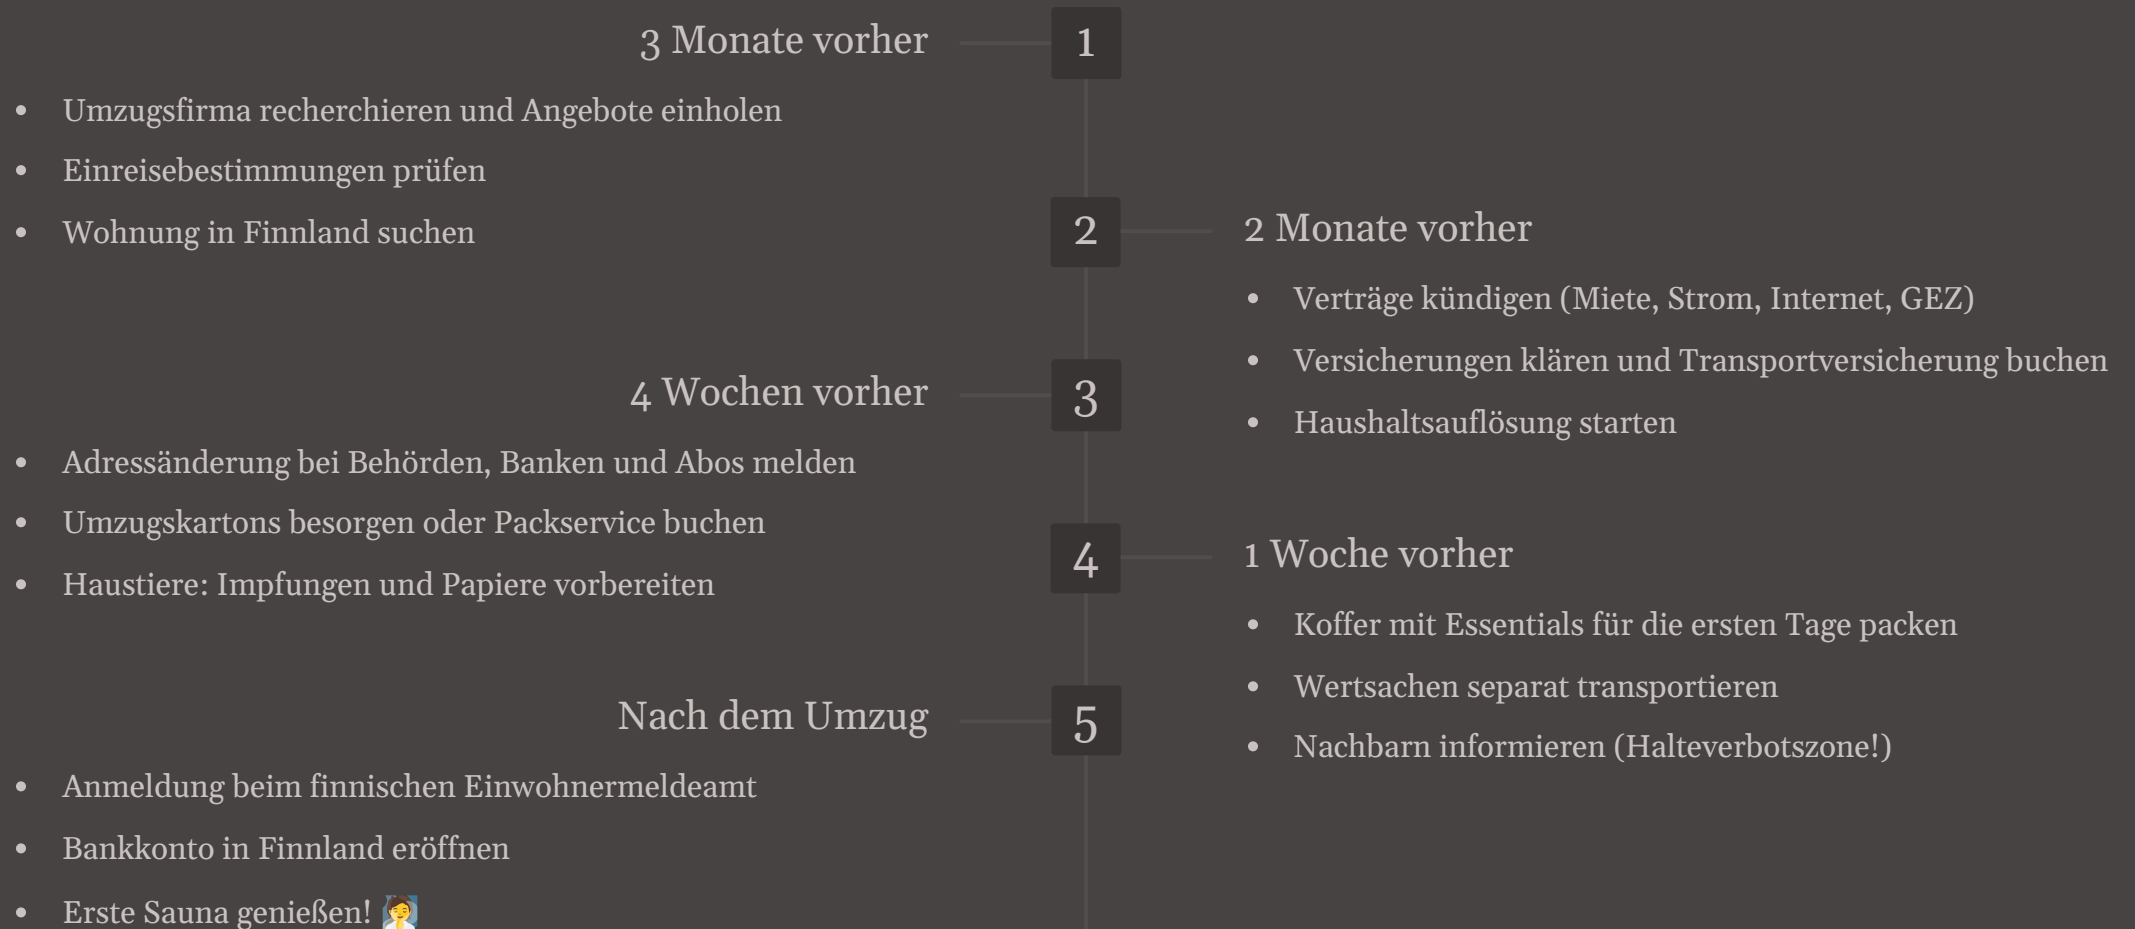 3 Monate vorher
1
• Umzugsfirma recherchieren und Angebote einholen
• Einreisebestimmungen prüfen
• Wohnung in Finnland suchen
2
2 Monate vorher
• Verträge kündigen (Miete, Strom, Internet, GEZ)
• Versicherungen klären und Transportversicherung buchen
• Haushaltsauflösung starten
4 Wochen vorher
3
• Adressänderung bei Behörden, Banken und Abos melden
• Umzugskartons besorgen oder Packservice buchen
• Haustiere: Impfungen und Papiere vorbereiten
4
1 Woche vorher
• Koffer mit Essentials für die ersten Tage packen
• Wertsachen separat transportieren
• Nachbarn informieren (Halteverbotszone!)
Nach dem Umzug
5
• Anmeldung beim finnischen Einwohnermeldeamt
• Bankkonto in Finnland eröffnen
• Erste Sauna genießen! 🧖